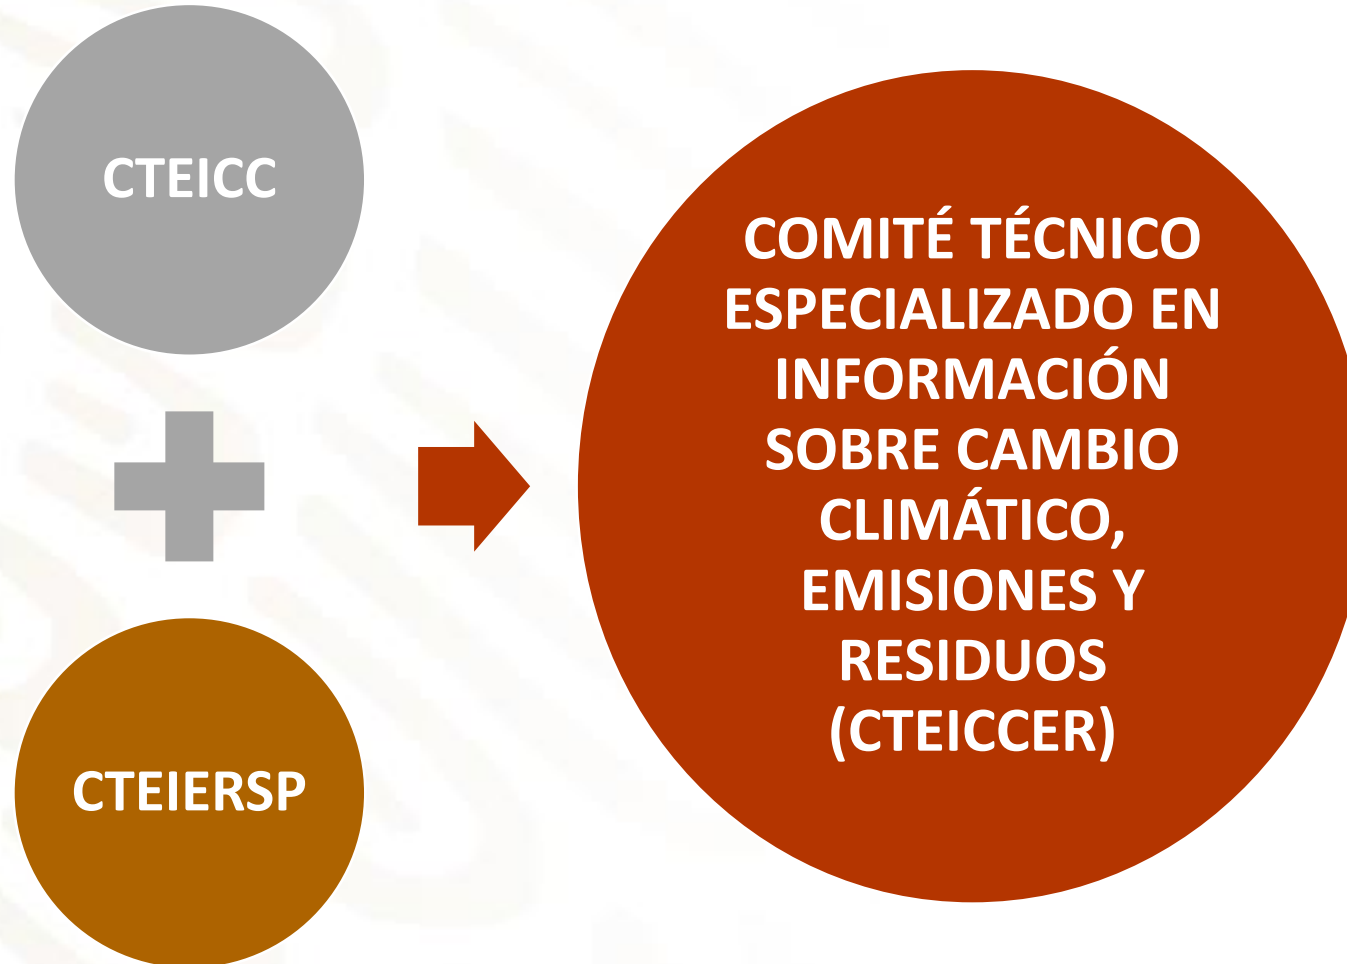 CTEICC
CTEIERSP
COMITÉ TÉCNICO
ESPECIALIZADO EN
INFORMACIÓN
SOBRE CAMBIO
CLIMÁTICO,
EMISIONES Y
RESIDUOS
(CTEICCER)